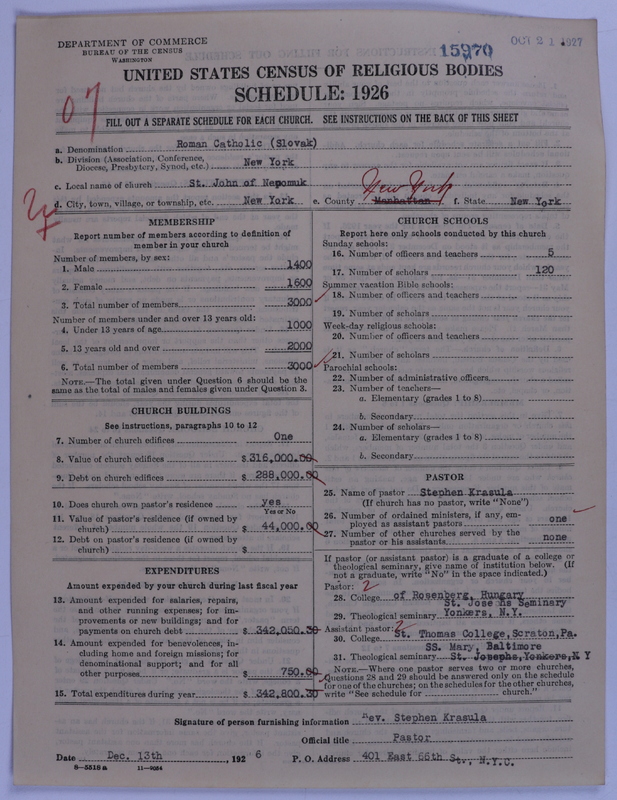 DEPARTMENT OF COMMERCE
BUREAU OF THE CENSUS
WASHINGTON
15970
OCT 21 1927
UNITED STATES CENSUS OF RELIGIOUS BODIES
SCHEDULE: 1926
07
FILL OUT A SEPARATE SCHEDULE FOR EACH CHURCH. SEE INSTRUCTIONS ON THE BACK OF THIS SHEET
a. Denomination Roman Catholic (Slovak)
b. Division (Association, Conference, Diocese, Presbytery, Synod, etc.) New York
c. Local name of church St. John of Nepomuk
New York
d. City, town, village, or township, etc. New York e. County Manhattan f. State New York
MEMBERSHIP
Report number of members according to definition of
member in your church
Number of members, by sex:
1. Male 1400
2. Female 1600
3. Total number of members 3000
Number of members under and over 13 years old:
4. Under 13 years of age 1000
5. 13 years old and over 2000
6. Total number of members 3000
NOTE.—The total given under Question 6 should be the
same as the total of males and females given under Question 3.
CHURCH BUILDINGS
See instructions, paragraphs 10 to 12
7. Number of church edifices One
8. Value of church edifices $316,000.00
9. Debt on church edifices $288,000.00
10. Does church own pastor's residence yes
Yes or No
11. Value of pastor's residence (if owned by
church) $ 44,000.00
12. Debt on pastor's residence (if owned by
church) $
EXPENDITURES
Amount expended by your church during last fiscal year
13. Amount expended for salaries, repairs,
and other running expenses; for im-
provements or new buildings; and for
payments on church debt $342,050.30
14. Amount expended for benevolences, in-
cluding home and foreign missions; for
denominational support; and for all
other purposes $ 750.00
15. Total expenditures during year $342,800.30
CHURCH SCHOOLS
Report here only schools conducted by this church
Sunday schools:
16. Number of officers and teachers 5
17. Number of scholars 120
Summer vacation Bible schools:
18. Number of officers and teachers
19. Number of scholars
Week-day religious schools:
20. Number of officers and teachers
21. Number of scholars
Parochial schools:
22. Number of administrative officers
23. Number of teachers—
a. Elementary (grades 1 to 8)
b. Secondary
24. Number of scholars—
a. Elementary (grades 1 to 8)
b. Secondary
PASTOR
25. Name of pastor Stephen Krasula
(If church has no pastor, write "None")
26. Number of ordained ministers, if any, em-
ployed as assistant pastors one
27. Number of other churches served by the
pastor or his assistants none
If pastor (or assistant pastor) is a graduate of a college or
theological seminary, give name of institution below. (If
not a graduate, write "No" in the space indicated.)
Pastor: 2
28. College of Rosenberg, Hungary
St. Josephs Seminary
29. Theological seminary Yonkers, N.Y.
Assistant pastor: 2
30. College St. Thomas College, Scraton, Pa.
SS. Mary, Baltimore
31. Theological seminary St. Josephs, Yonkers, N Y
NOTE.—Where one pastor serves two or more churches,
Questions 28 and 29 should be answered only on the schedule
for one of the churches; on the schedules for the other churches,
write "See schedule for church."
Signature of person furnishing information Rev. Stephen Krasula
Official title Pastor
Date Dec. 13th, 1926 P. O. Address 401 East 66th St., N.Y.C.
8—5518 a 11—9054